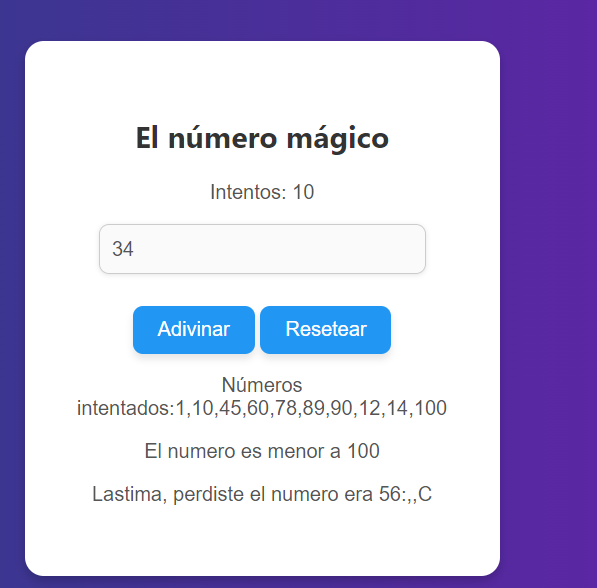 El número mágico
Intentos: 10
34
Adivinar Resetear
Números
intentados:1,10,45,60,78,89,90,12,14,100
El numero es menor a 100
Lastima, perdiste el numero era 56:,,C